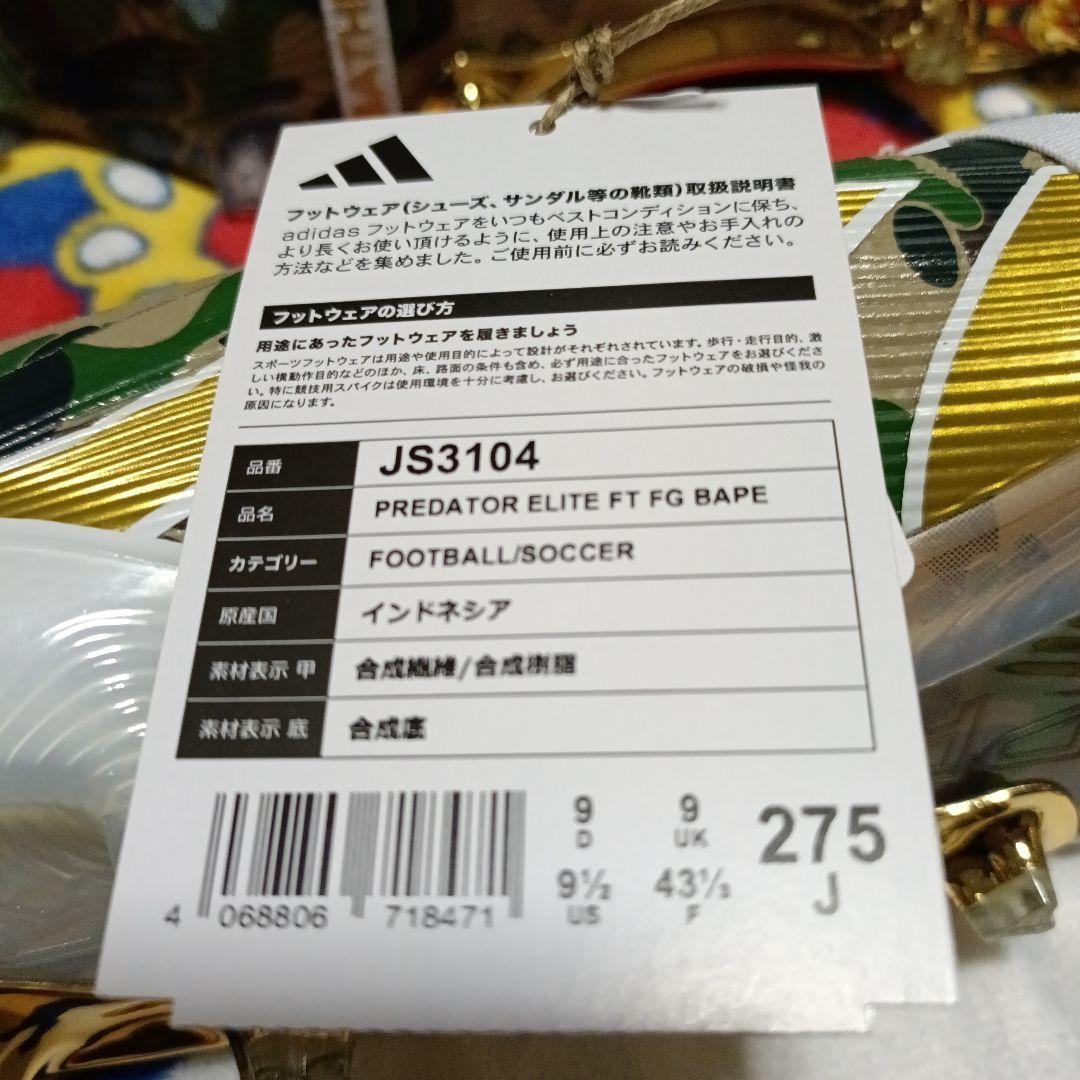 フットウェア(シューズ、サンダル等の靴類)取扱説明書
adidas フットウェアをいつもベストコンディションに保ち、
より長くお使い頂けるように、使用上の注意やお手入れの
方法などを集めました。ご使用前に必ずお読みください。
フットウェアの選び方
用途にあったフットウェアを履きましょう
スポーツフットウェアは用途や使用目的によって設計がそれぞれされています。歩行・走行目的、激
しい横動作目的などのほか、床、路面の条件も含め、必ず用途に合ったフットウェアをお選びくださ
い。特に競技用スパイクは使用環境を十分に考慮し、お選びください。フットウェアの破損や怪我の
原因になります。
品番 JS3104
品名 PREDATOR ELITE FT FG BAPE
カテゴリー FOOTBALL/SOCCER
原産国 インドネシア
素材表示 甲 合成繊維/合成樹脂
素材表示 底 合成底
4 068806 718471
9 D
9 UK
9½ US
43⅓ F
275 J